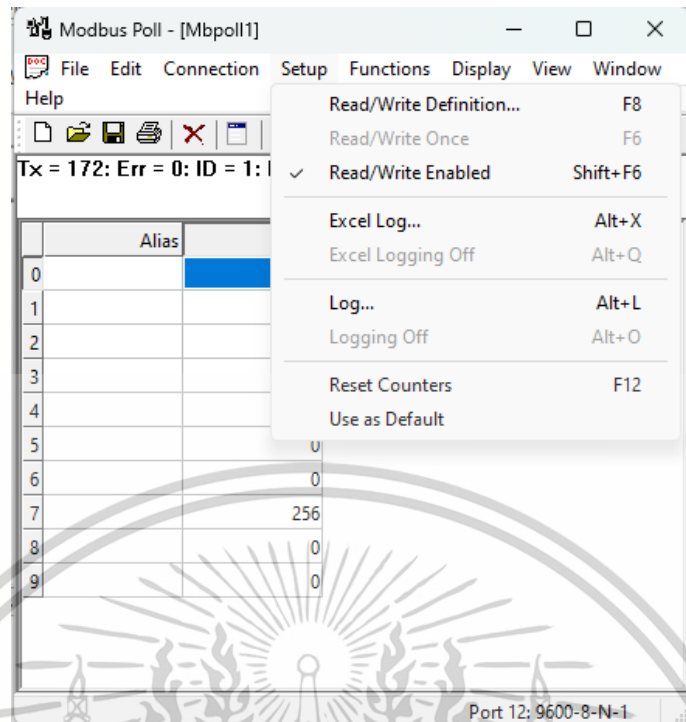 Modbus Poll - [Mbpoll1]
DOC File Edit Connection Setup Functions Display View Window
Help
Tx = 172: Err = 0: ID = 1:
Alias
0
1
2
3
4
5 0
6 0
7 256
8 0
9 0
Read/Write Definition... F8
Read/Write Once F6
✓ Read/Write Enabled Shift+F6
Excel Log... Alt+X
Excel Logging Off Alt+Q
Log... Alt+L
Logging Off Alt+O
Reset Counters F12
Use as Default
Port 12: 9600-8-N-1